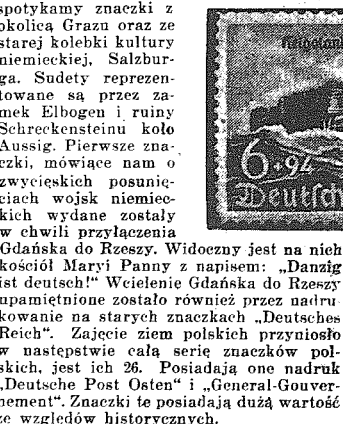 spotykamy znaczki z
okolicą Grazu oraz ze
starej kolebki kultury
niemieckiej, Salzbur-
ga. Sudety reprezen-
towane są przez za-
mek Elbogen i ruiny
Schreckensteinu koło
Aussig. Pierwsze zna-
czki, mówiące nam o
zwycięskich posunię-
ciach wojsk niemiec-
kich wydane zostały
w chwili przyłączenia
Gdańska do Rzeszy. Widoczny jest na nich
kościół Maryi Panny z napisem: „Danzig
ist deutsch!" Wcielenie Gdańska do Rzeszy
upamiętnione zostało również przez nadru
kowanie na starych znaczkach „Deutsches
Reich". Zajęcie ziem polskich przyniosło
w następstwie całą serię znaczków pol-
skich, jest ich 26. Posiadają one nadruk
„Deutsche Post Osten" i „General-Gouver-
nement". Znaczki te posiadają dużą wartość
ze względów historycznych.
Helgoland
6+94
Deutsch